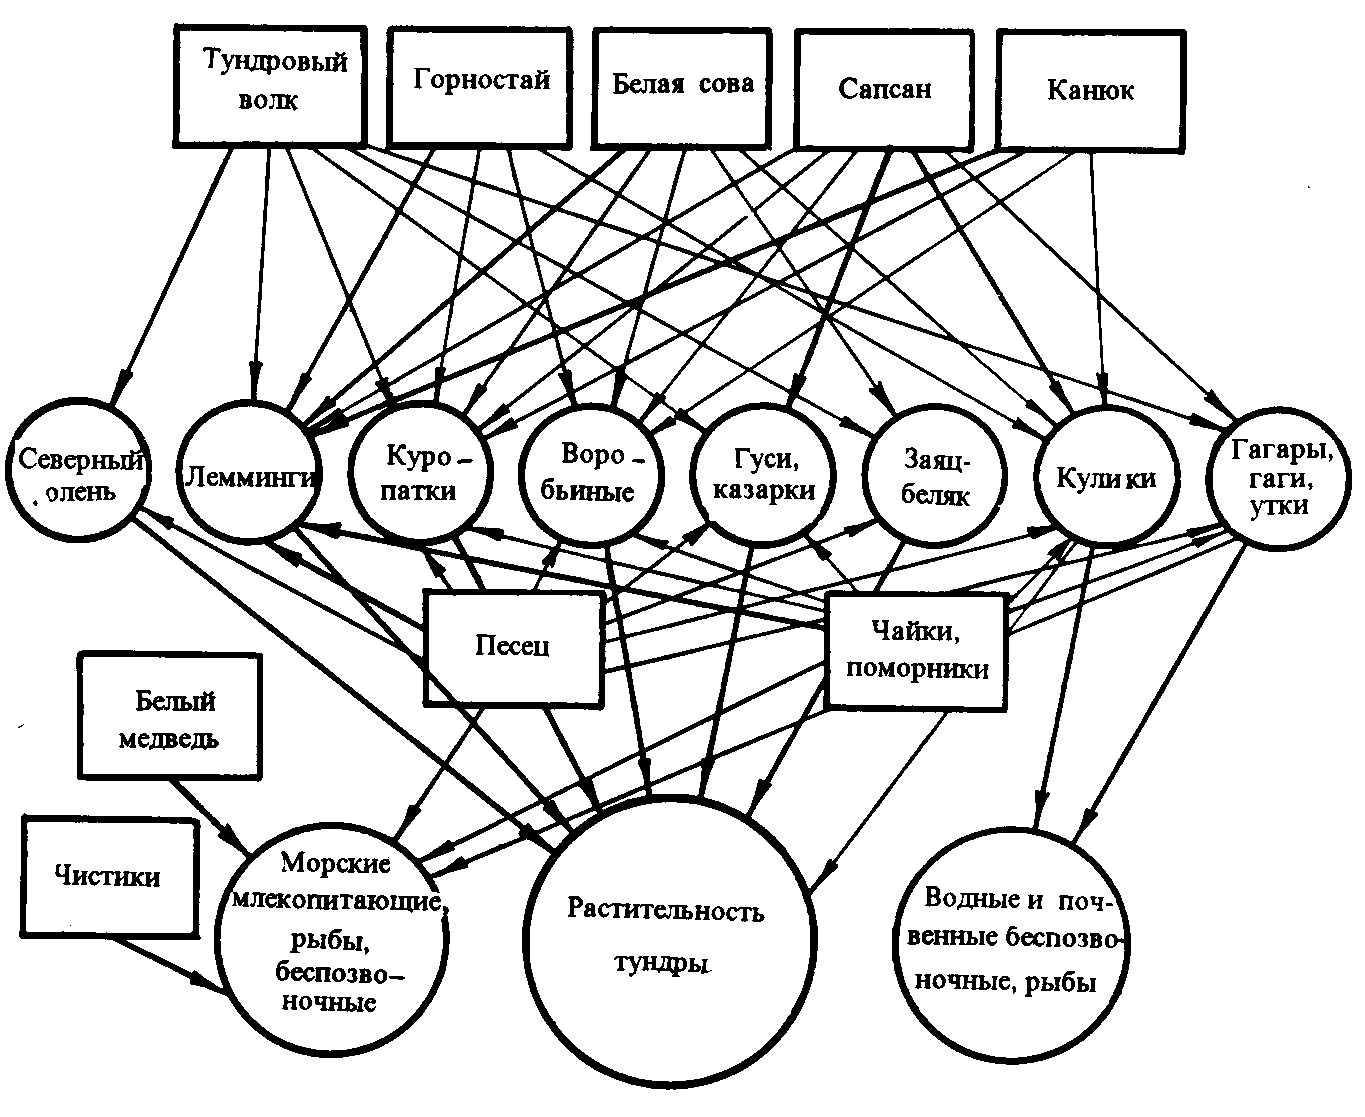 Тундровый
волк
Горностай
Белая сова
Сапсан
Канюк
Северный
олень
Лемминги
Куро-
патки
Воро-
бьиные
Гуси,
казарки
Заяц-
беляк
Кулики
Гагары,
гаги,
утки
Песец
Чайки,
поморники
Белый
медведь
Чистики
Морские
млекопитающие,
рыбы,
беспозво-
ночные
Растительность
тундры
Водные и поч-
венные беспозво-
ночные, рыбы